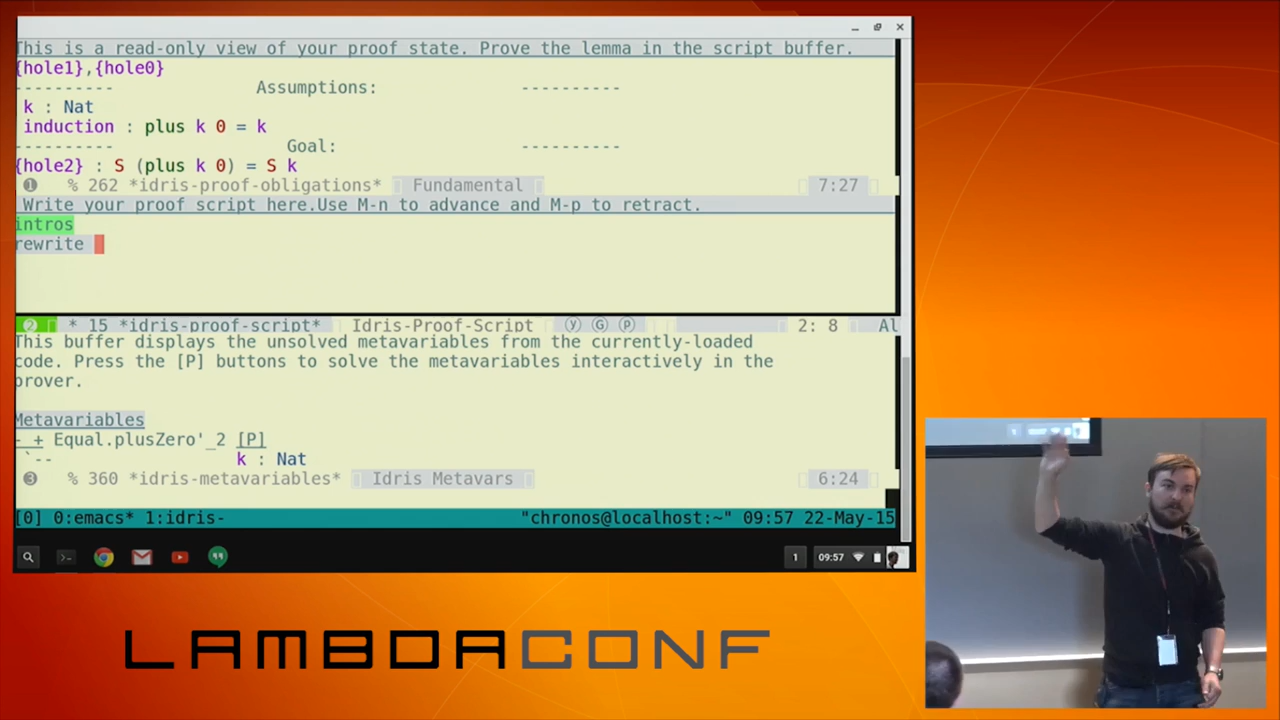 This is a read-only view of your proof state. Prove the lemma in the script buffer.
{hole1},{hole0}
---------- Assumptions: ----------
k : Nat
induction : plus k 0 = k
---------- Goal: ----------
{hole2} : S (plus k 0) = S k
❶ % 262 *idris-proof-obligations* Fundamental 7:27
Write your proof script here.Use M-n to advance and M-p to retract.
intros
rewrite
❷ * 15 *idris-proof-script* Idris-Proof-Script ⓨ Ⓖ ⓟ 2: 8 Al
This buffer displays the unsolved metavariables from the currently-loaded
code. Press the [P] buttons to solve the metavariables interactively in the
prover.
Metavariables
- + Equal.plusZero'_2 [P]
`-- k : Nat
❸ % 360 *idris-metavariables* Idris Metavars 6:24
[0] 0:emacs* 1:idris- "chronos@localhost:~" 09:57 22-May-15
1 09:57
LAMBDACONF